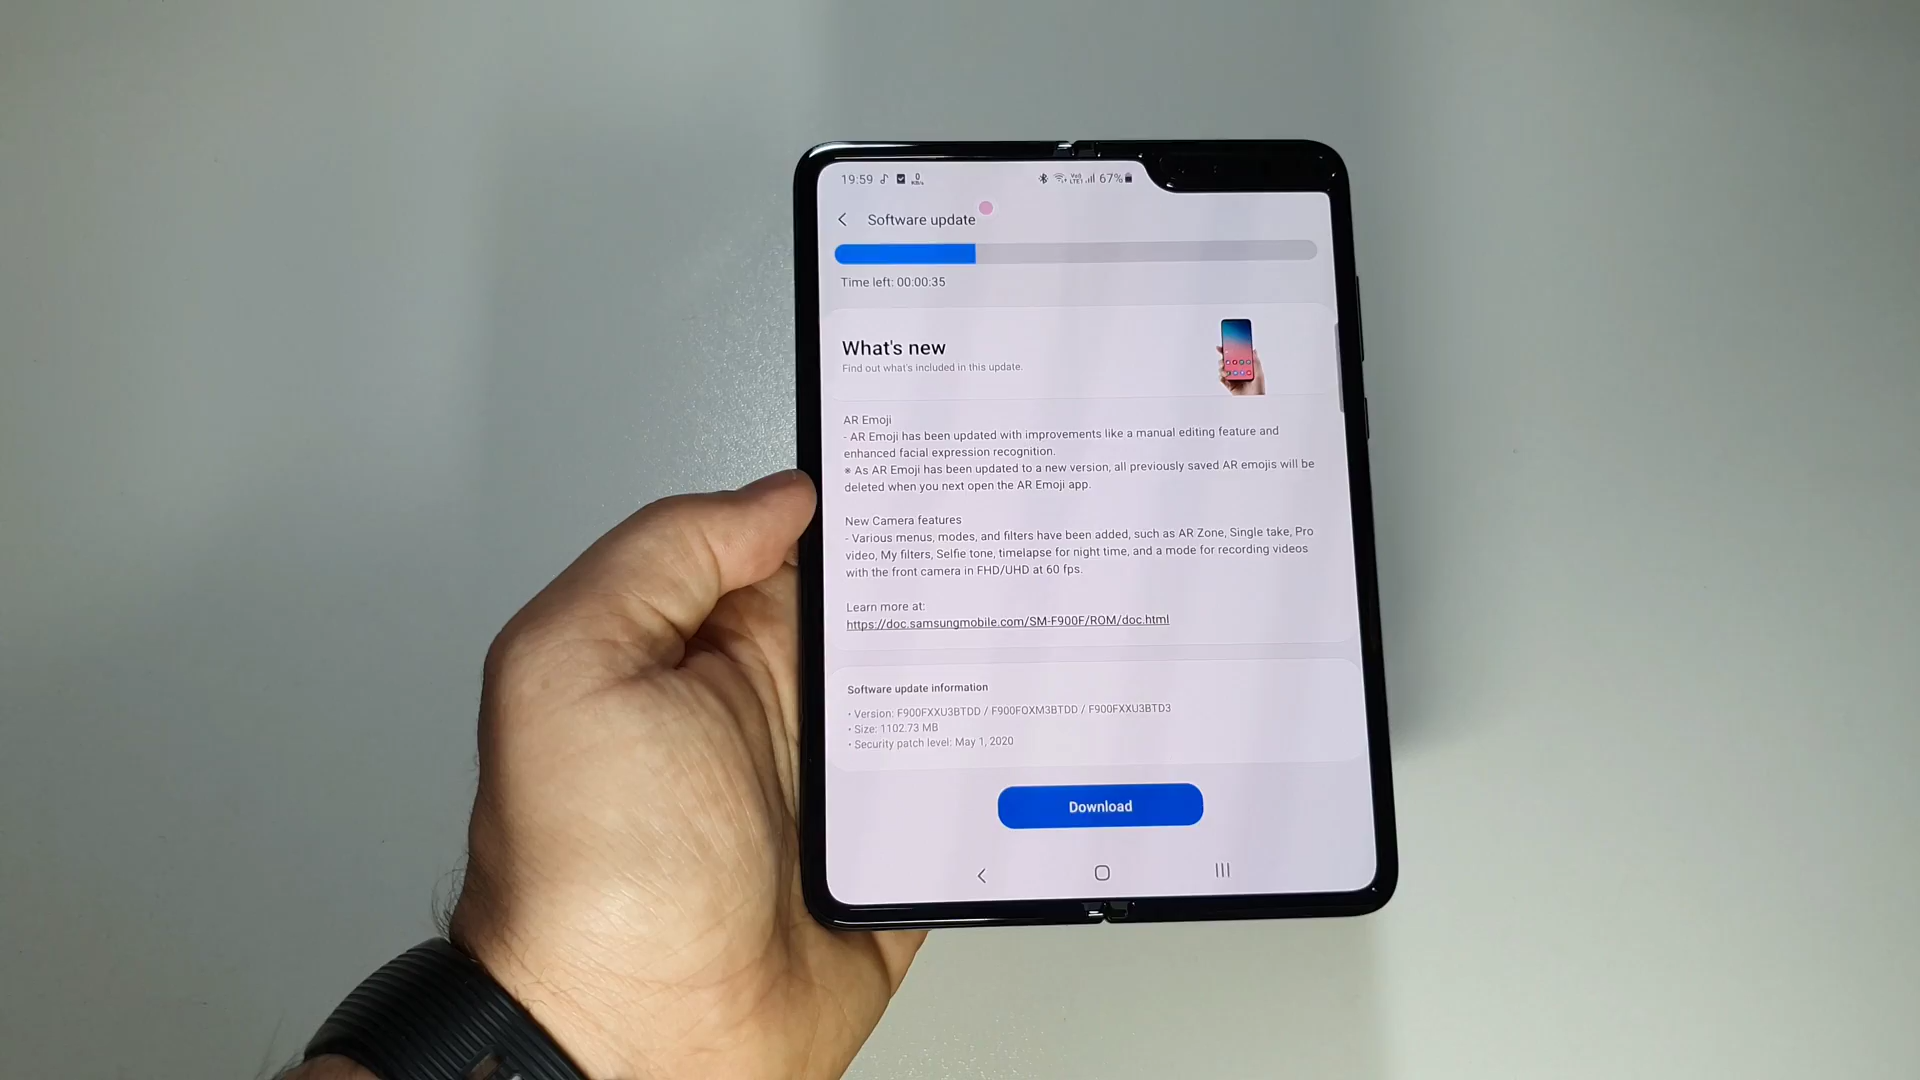 19:59
67%
Software update
Time left: 00:00:35
What's new
Find out what's included in this update.
AR Emoji
- AR Emoji has been updated with improvements like a manual editing feature and
enhanced facial expression recognition.
※ As AR Emoji has been updated to a new version, all previously saved AR emojis will be
deleted when you next open the AR Emoji app.
New Camera features
- Various menus, modes, and filters have been added, such as AR Zone, Single take, Pro
video, My filters, Selfie tone, timelapse for night time, and a mode for recording videos
with the front camera in FHD/UHD at 60 fps.
Learn more at:
https://doc.samsungmobile.com/SM-F900F/ROM/doc.html
Software update information
• Version: F900FXXU3BTDD / F900FOXM3BTDD / F900FXXU3BTD3
• Size: 1102.73 MB
• Security patch level: May 1, 2020
Download